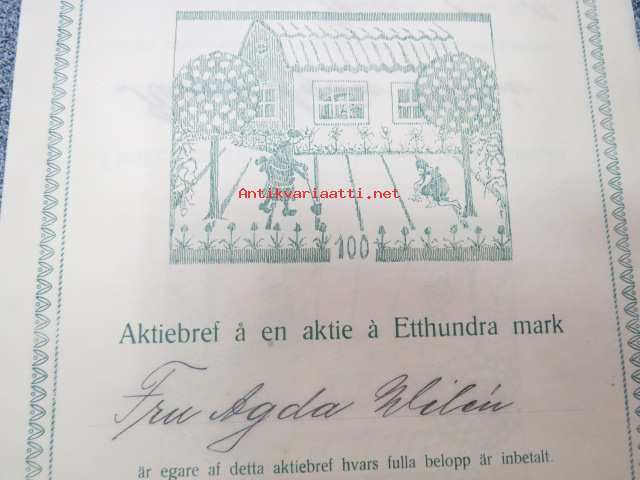 Antikvariaatti.net
100
Aktiebref å en aktie à Etthundra mark
Fru Agda Wilén
är egare af detta aktiebref hvars fulla belopp är inbetalt.